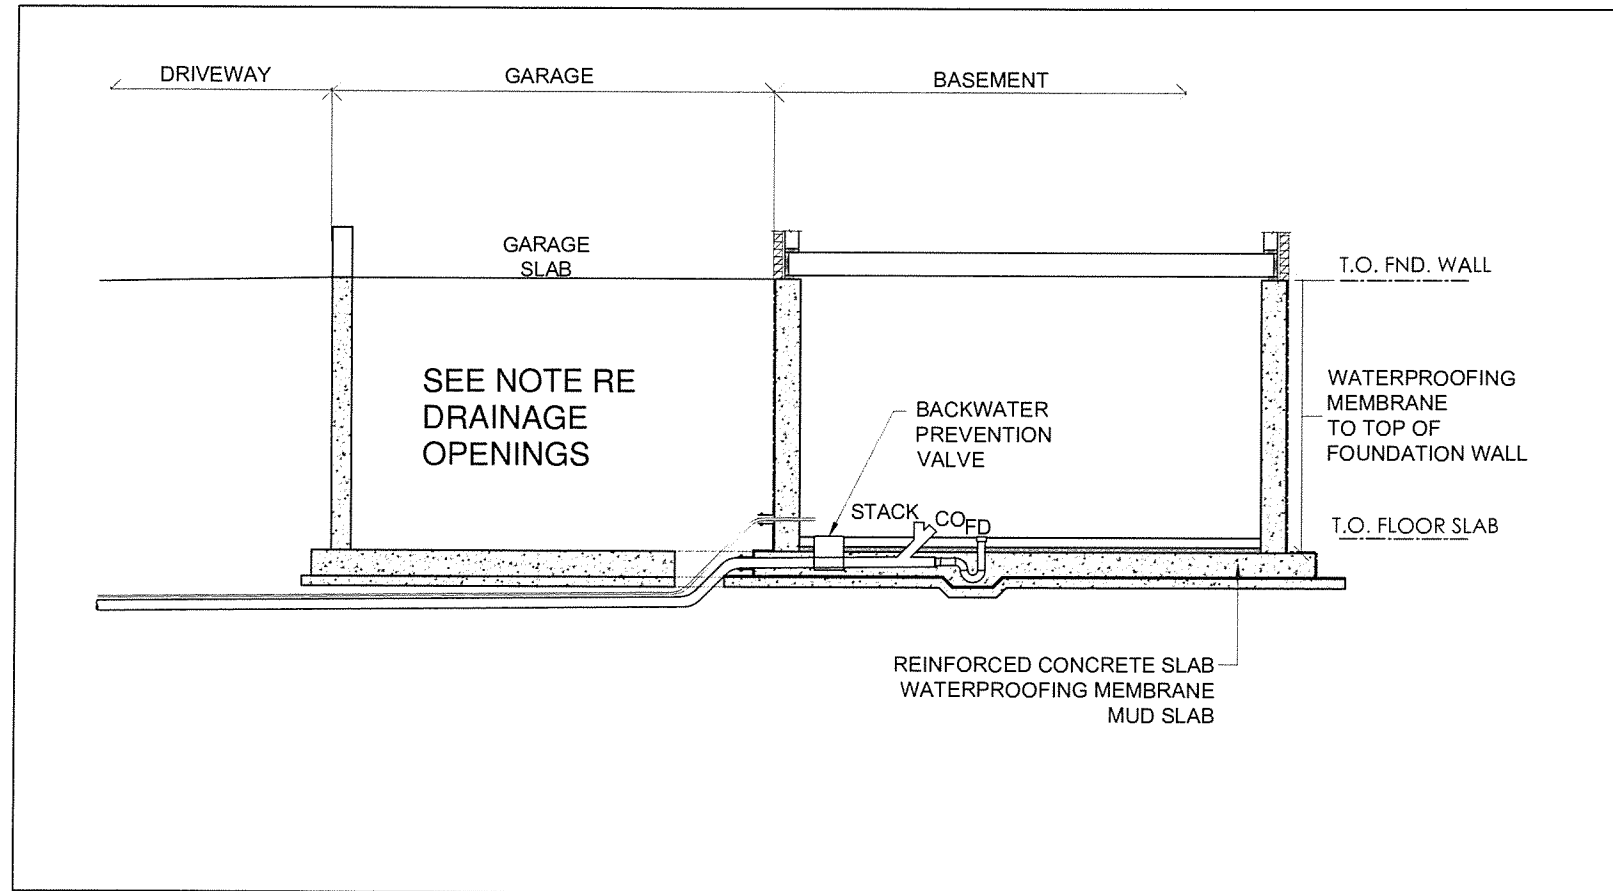 DRIVEWAY
GARAGE
BASEMENT
GARAGE
SLAB
T.O. FND. WALL
SEE NOTE RE
DRAINAGE
OPENINGS
BACKWATER
PREVENTION
VALVE
WATERPROOFING
MEMBRANE
TO TOP OF
FOUNDATION WALL
STACK
CO
FD
T.O. FLOOR SLAB
REINFORCED CONCRETE SLAB
WATERPROOFING MEMBRANE
MUD SLAB